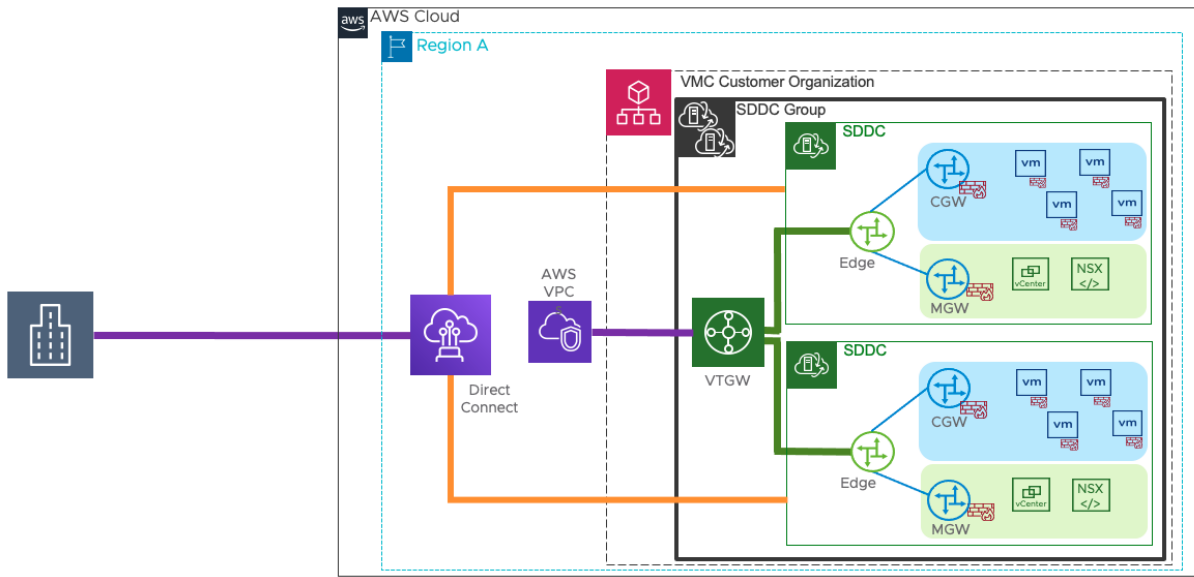 aws
AWS Cloud
Region A
VMC Customer Organization
SDDC Group
SDDC
CGW
vm
vm
vm
vm
Edge
MGW
vCenter
NSX
</>
AWS
VPC
Direct
Connect
VTGW
SDDC
CGW
vm
vm
vm
vm
Edge
MGW
vCenter
NSX
</>